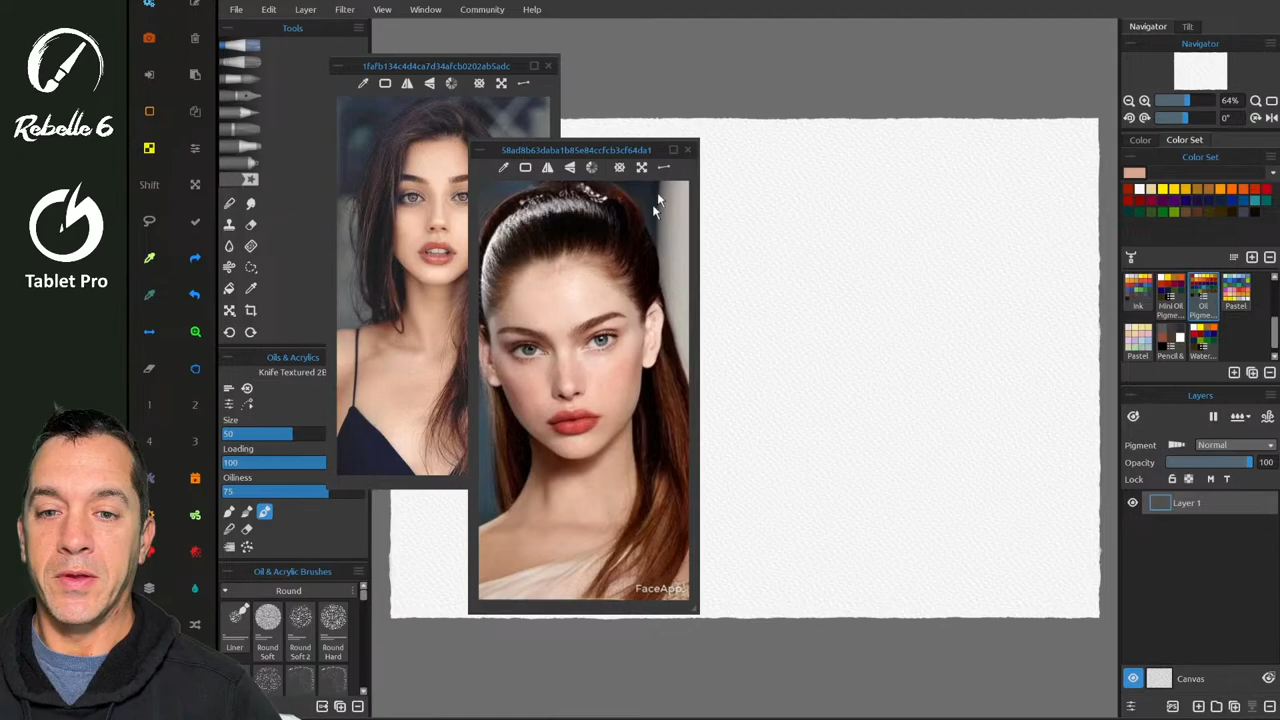 File Edit Layer Filter View Window Community Help
Rebelle 6
Tablet Pro
Shift
1 2
4 3
Tools
1fafb134c4d4ca7d34afcb0202ab5adc
58ad8b63daba1b85e84ccfcb3cf64da1
FaceApp
Oils & Acrylics
Knife Textured 2B
Size
50
Loading
100
Oiliness
75
Oil & Acrylic Brushes
Round
Liner Round Soft Round Soft 2 Round Hard
Navigator Tilt
Navigator
64%
0°
Color Color Set
Color Set
Ink Mini Oil Pigme... Oil Pigme... Pastel
Pastel Pencil & Water...
Layers
Pigment Normal
Opacity 100
Lock M T
Layer 1
Canvas